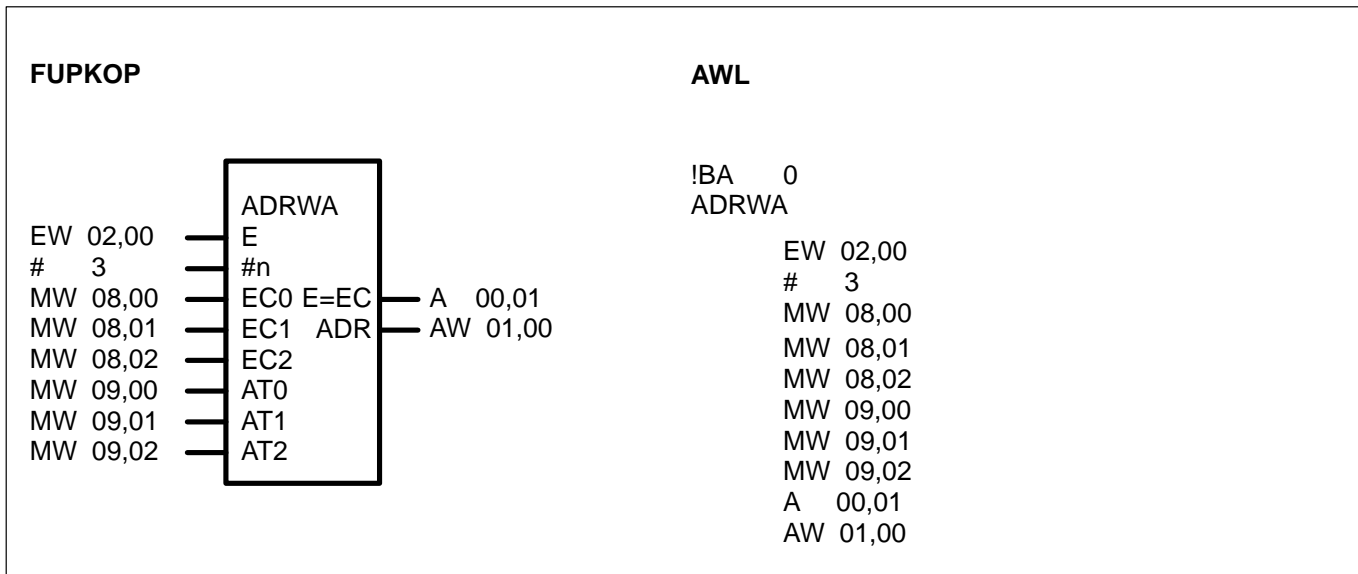 FUPKOP
ADRWA
EW 02,00 E
# 3 #n
MW 08,00 EC0 E=EC A 00,01
MW 08,01 EC1 ADR AW 01,00
MW 08,02 EC2
MW 09,00 AT0
MW 09,01 AT1
MW 09,02 AT2
AWL
!BA 0
ADRWA
EW 02,00
# 3
MW 08,00
MW 08,01
MW 08,02
MW 09,00
MW 09,01
MW 09,02
A 00,01
AW 01,00